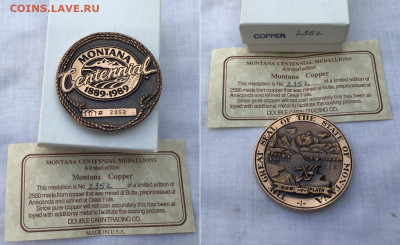 COINS.LAVE.RU
MONTANA
Centennial
1889-1989
# 2352
MONTANA CENTENNIAL MEDALLIONS
A limited edition
Montana Copper
This medallion is No. 2352 of a limited edition of
2500 made from copper that was mined at Butte, preprocessed at
Anaconda and refined at Great Falls.
Since pure copper will not cast accurately this has been al-
loyed with additional metal to facilitate the casting process.
DOUBLE CABIN TRADING CO.
MADE IN U.S.A.
COPPER 2352
MONTANA CENTENNIAL MEDALLIONS
A limited edition
Montana Copper
This medallion is No. 2352 of a limited edition of
2500 made from copper that was mined at Butte, preprocessed at
Anaconda and refined at Great Falls.
Since pure copper will not cast accurately this has been al-
loyed with additional metal to facilitate the casting process.
DOUBLE CABIN TRADING CO.
GREAT SEAL OF THE STATE OF MONTANA
ORO Y PLATA